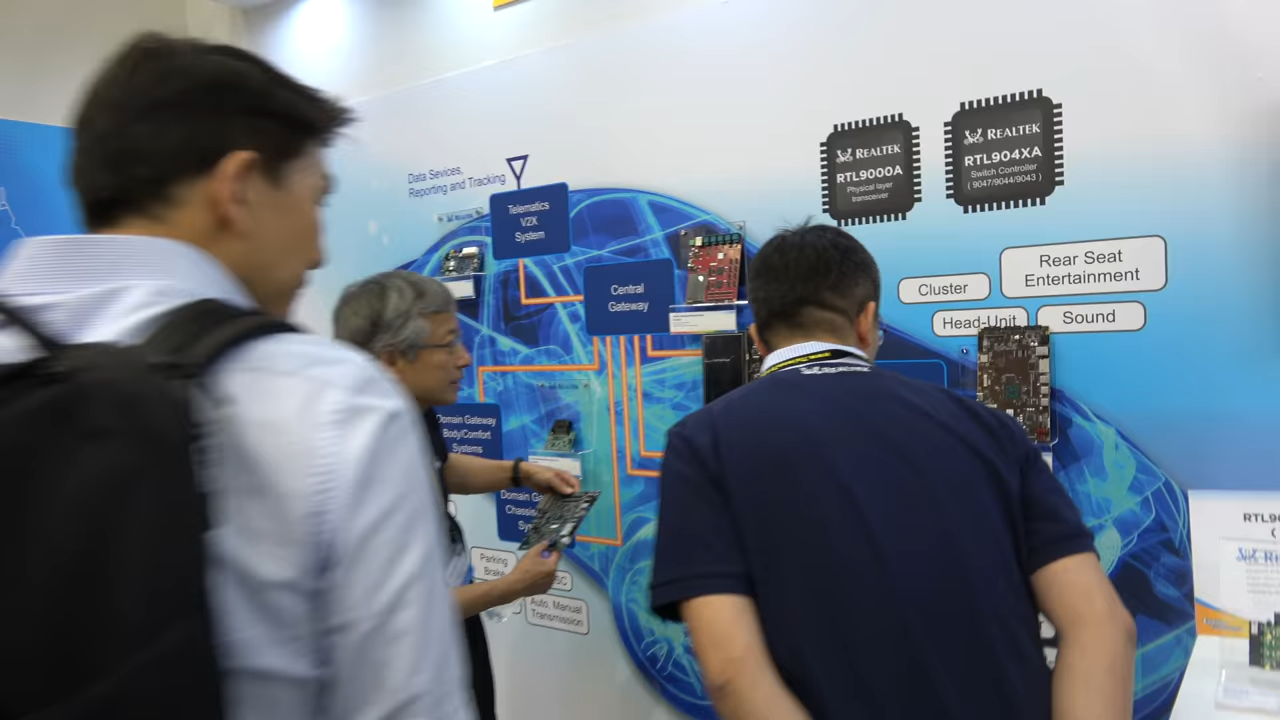 REALTEK
RTL9000A
Physical layer
transceiver
REALTEK
RTL904XA
Switch Controller
( 9047/9044/9043 )
Data Sevices,
Reporting and Tracking
Telematics
V2X
System
Central
Gateway
Rear Seat
Entertainment
Cluster
Head-Unit
Sound
Domain Gateway
Body/Comfort
Systems
Domain
Chassis
Parking
Brake
Auto, Manual
Transmission